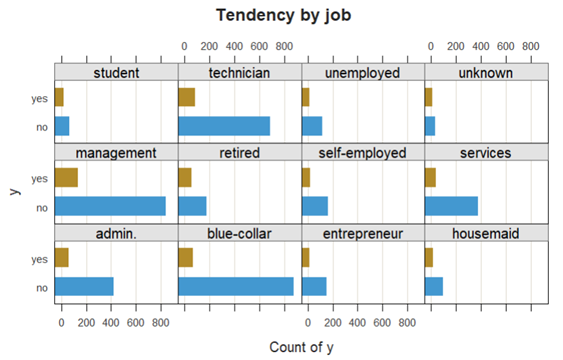 Tendency by job
0 200 400 600 800 0 200 400 600 800
student technician unemployed unknown
yes
no
management retired self-employed services
yes
no
admin. blue-collar entrepreneur housemaid
yes
no
y
0 200 400 600 800 0 200 400 600 800
Count of y